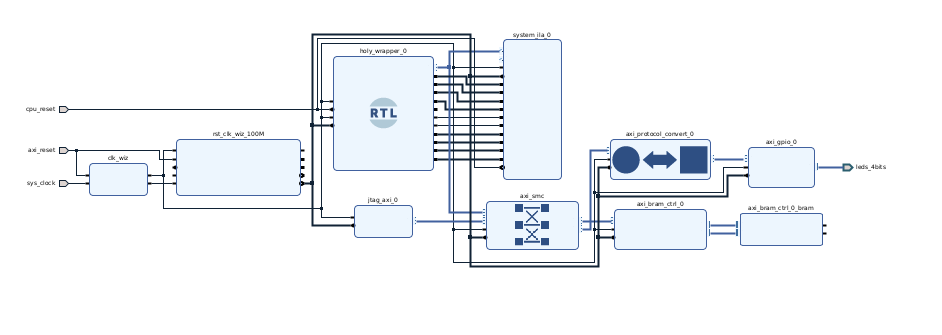 system_ila_0
holy_wrapper_0
RTL
cpu_reset
rst_clk_wiz_100M
axi_protocol_convert_0
axi_gpio_0
axi_reset
clk_wiz
leds_4bits
sys_clock
jtag_axi_0
axi_smc
axi_bram_ctrl_0
axi_bram_ctrl_0_bram